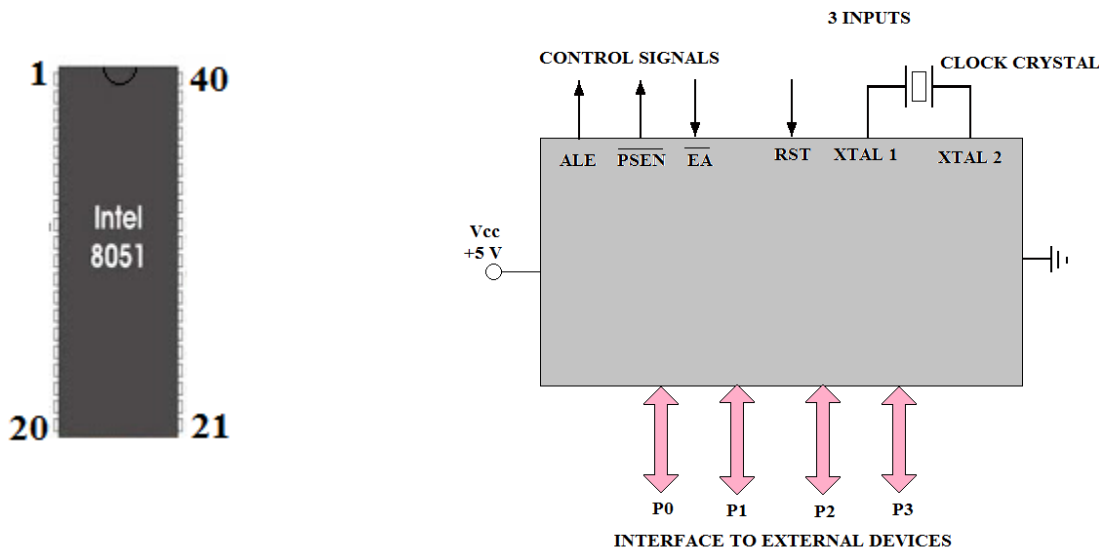 1
40
Intel
8051
20
21
3 INPUTS
CONTROL SIGNALS
CLOCK CRYSTAL
ALE
PSEN
EA
RST
XTAL 1
XTAL 2
Vcc
+5 V
P0
P1
P2
P3
INTERFACE TO EXTERNAL DEVICES